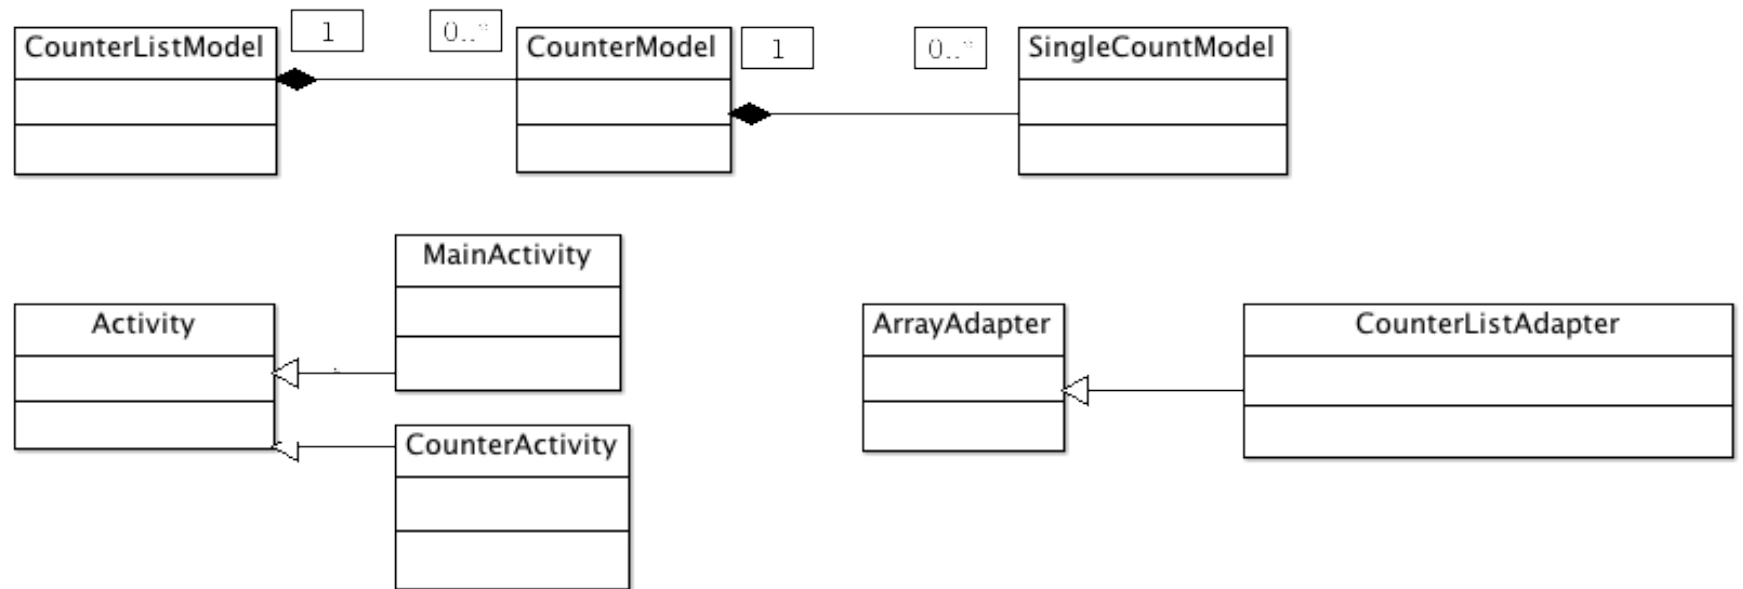 CounterListModel
1
0..*
CounterModel
1
0..*
SingleCountModel
MainActivity
Activity
ArrayAdapter
CounterListAdapter
CounterActivity